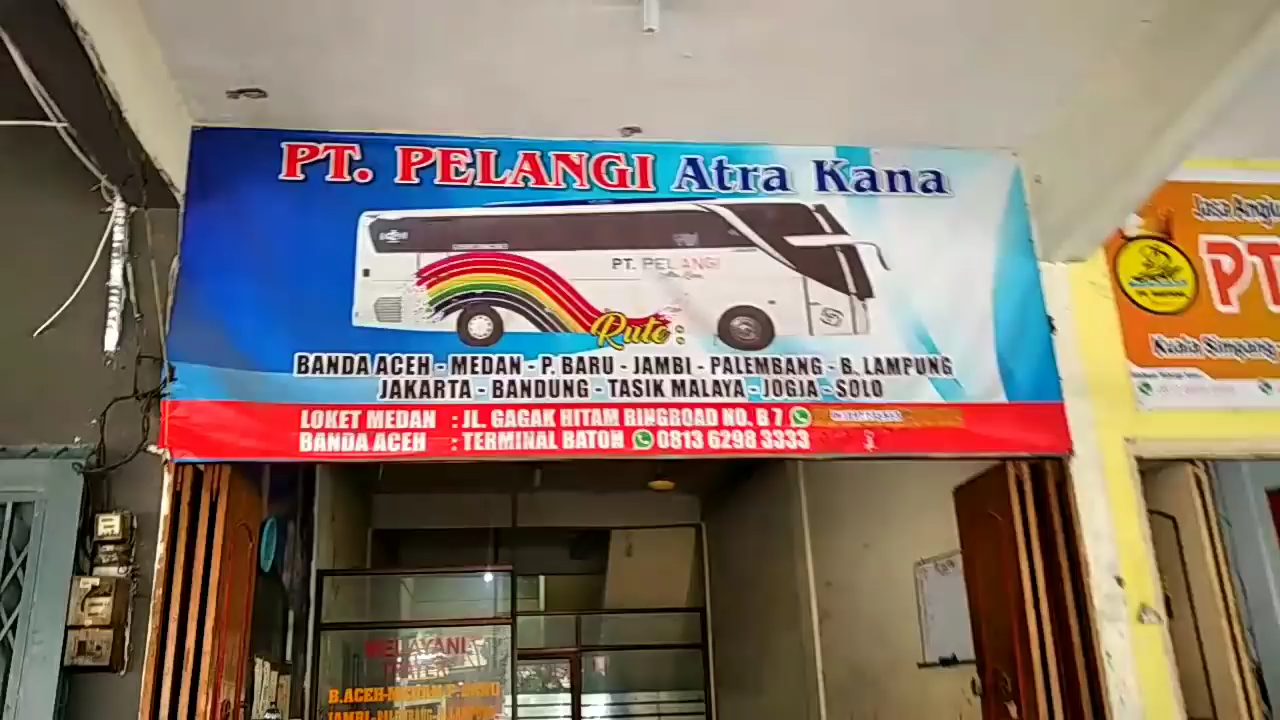 PT. PELANGI Atra Kana
PT. PELANGI
Rute :
BANDA ACEH - MEDAN - P. BARU - JAMBI - PALEMBANG - B. LAMPUNG
JAKARTA - BANDUNG - TASIK MALAYA - JOGJA - SOLO
LOKET MEDAN : JL. GAGAK HITAM RINGROAD NO. B 7
BANDA ACEH : TERMINAL BATOH 0813 6298 3333
PT
MELAYANI
B.ACEH-MEDAN-P.BARU